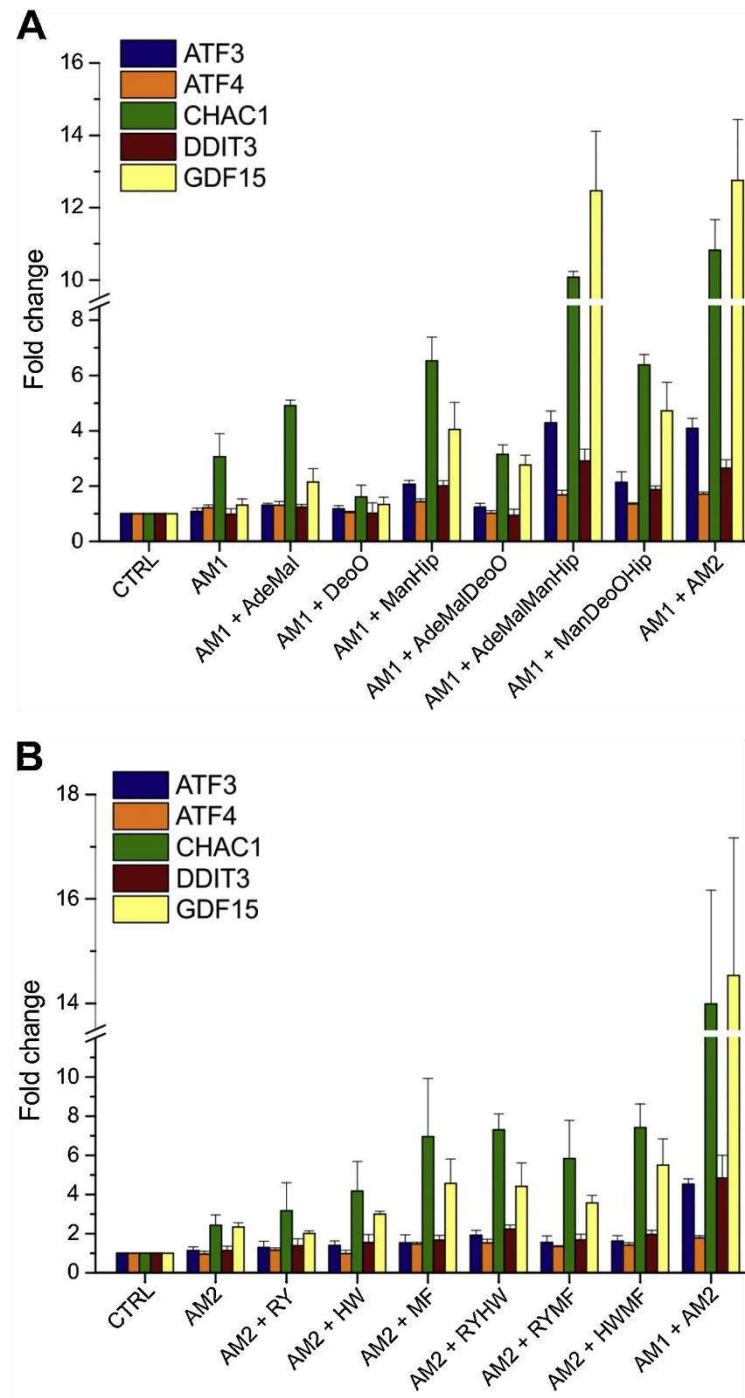 A
ATF3
ATF4
CHAC1
DDIT3
GDF15
16
14
12
10
8
6
4
2
0
Fold change
CTRL
AM1
AM1 + AdeMal
AM1 + DeoO
AM1 + ManHip
AM1 + AdeMalDeoO
AM1 + AdeMalManHip
AM1 + ManDeoOHip
AM1 + AM2
B
ATF3
ATF4
CHAC1
DDIT3
GDF15
18
16
14
10
8
6
4
2
0
Fold change
CTRL
AM2
AM2 + RY
AM2 + HW
AM2 + MF
AM2 + RYHW
AM2 + RYMF
AM2 + HWMF
AM1 + AM2